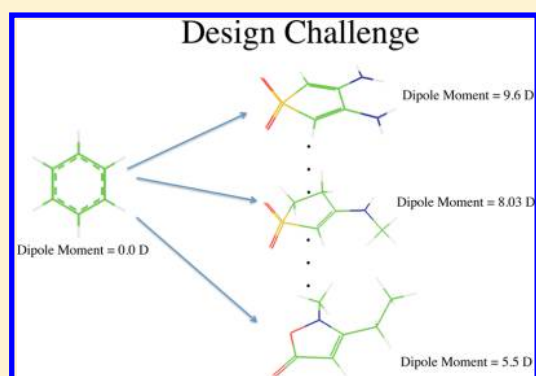 Design Challenge
Dipole Moment = 9.6 D
Dipole Moment = 8.03 D
Dipole Moment = 0.0 D
Dipole Moment = 5.5 D